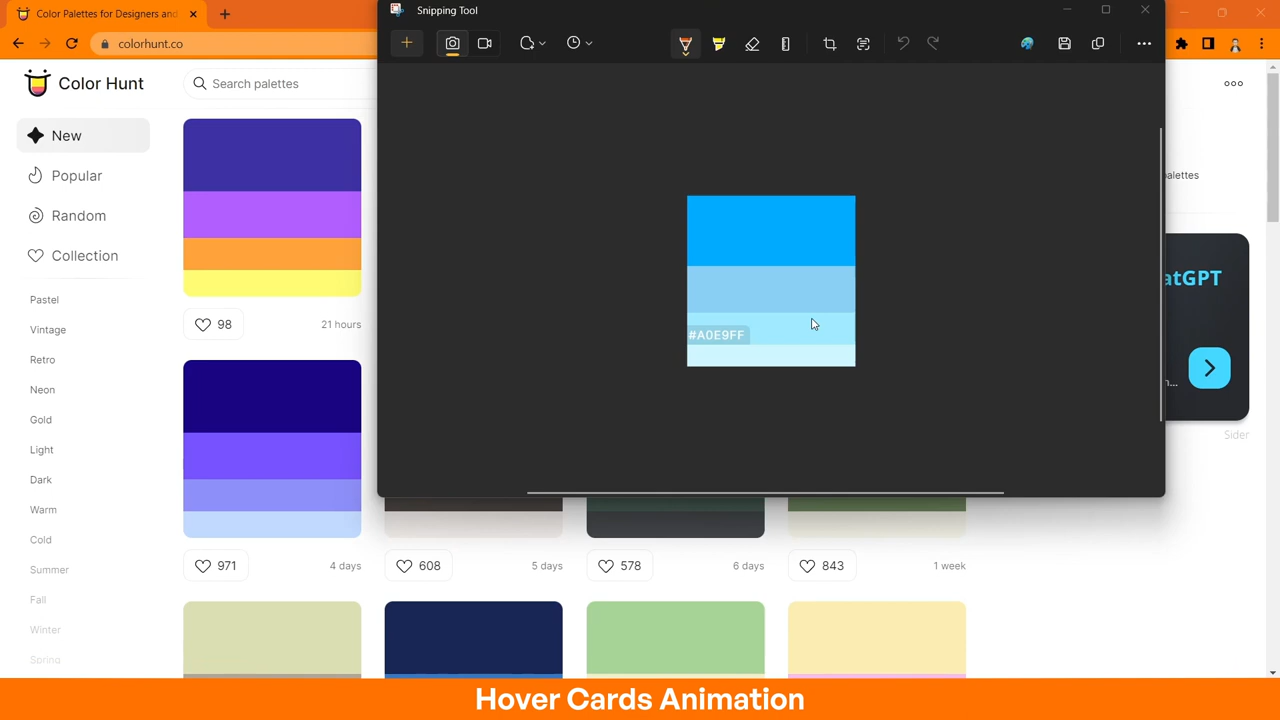 Color Palettes for Designers and
Snipping Tool
colorhunt.co
Color Hunt
Search palettes
New
Popular
Random
Collection
Pastel
Vintage
Retro
Neon
Gold
Light
Dark
Warm
Cold
Summer
Fall
Winter
Spring
98
21 hours
#A0E9FF
alettes
atGPT
...
Sider
971
4 days
608
5 days
578
6 days
843
1 week
Hover Cards Animation